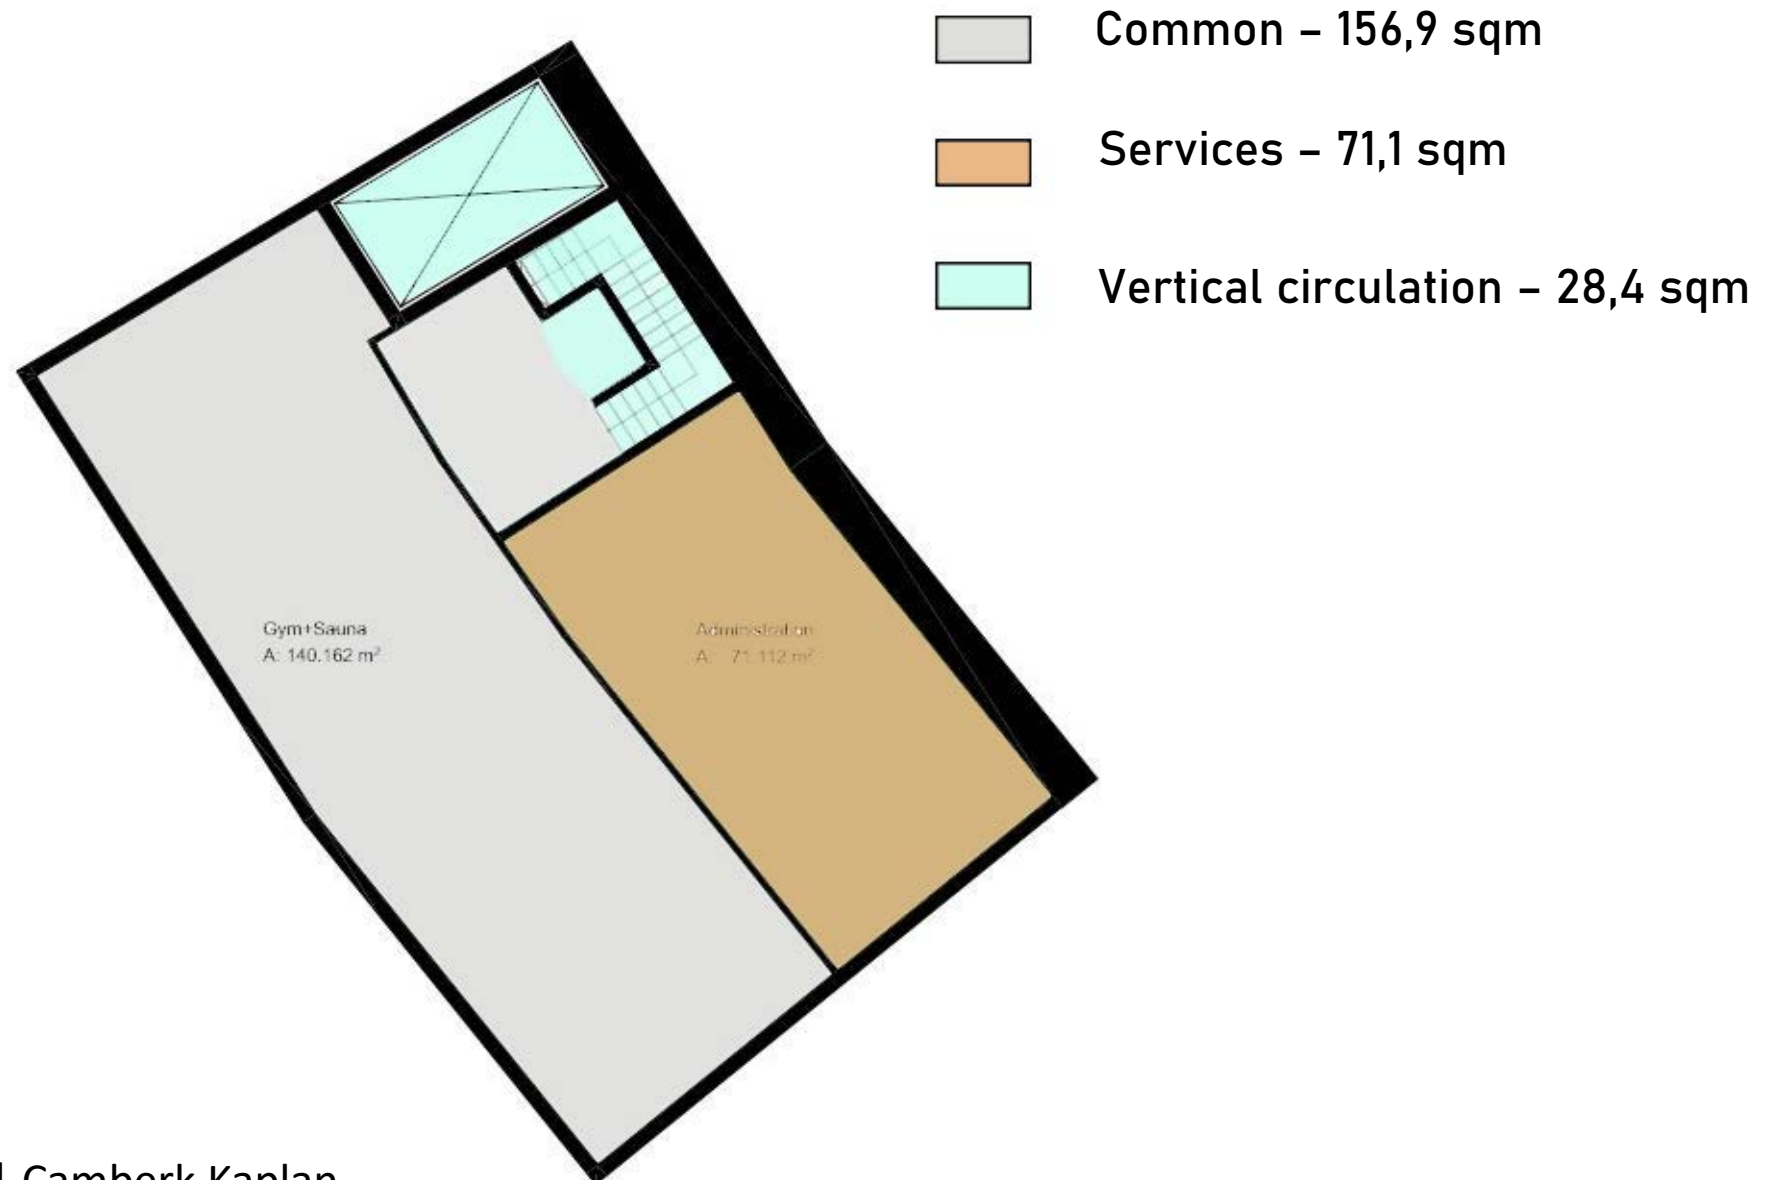 Common – 156,9 sqm
Services – 71,1 sqm
Vertical circulation – 28,4 sqm
Gym+Sauna
A: 140.162 m²
Administration
A: 71.112 m²
Camberk Kaplan